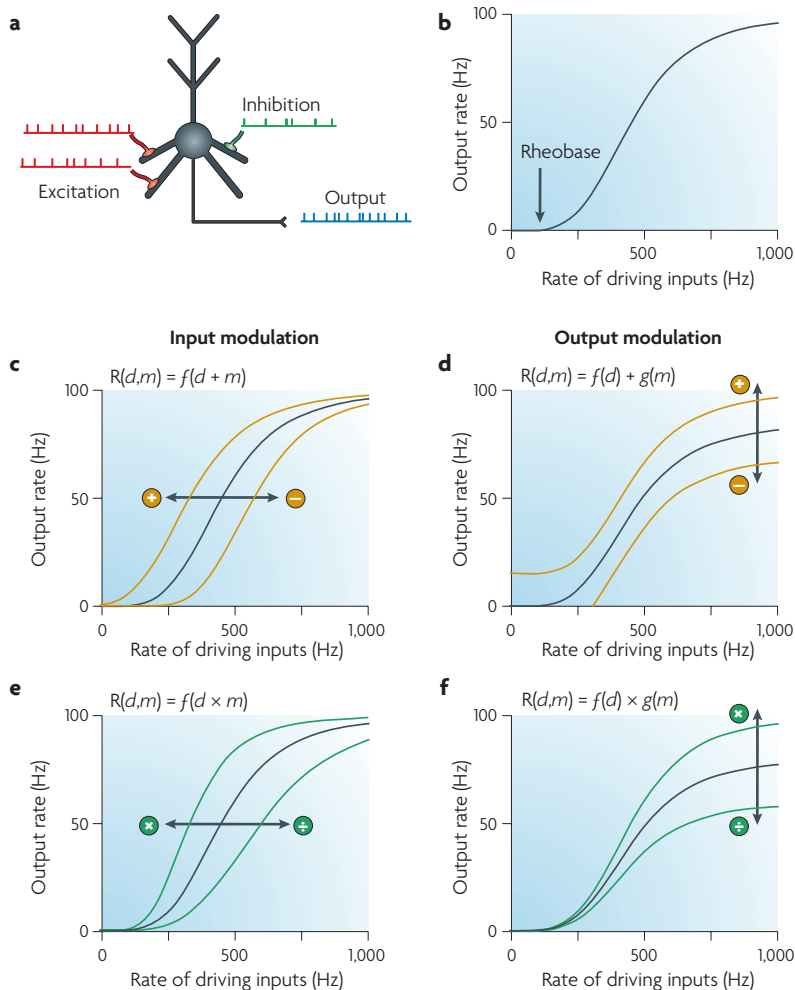 a
Inhibition
Excitation
Output
b
100
50
0
Output rate (Hz)
Rheobase
0
500
1,000
Rate of driving inputs (Hz)
Input modulation
Output modulation
c
R(d,m) = f(d + m)
100
50
0
Output rate (Hz)
+
–
0
500
1,000
Rate of driving inputs (Hz)
d
R(d,m) = f(d) + g(m)
100
50
0
Output rate (Hz)
+
–
0
500
1,000
Rate of driving inputs (Hz)
e
R(d,m) = f(d × m)
100
50
0
Output rate (Hz)
×
÷
0
500
1,000
Rate of driving inputs (Hz)
f
R(d,m) = f(d) × g(m)
100
50
0
Output rate (Hz)
×
÷
0
500
1,000
Rate of driving inputs (Hz)